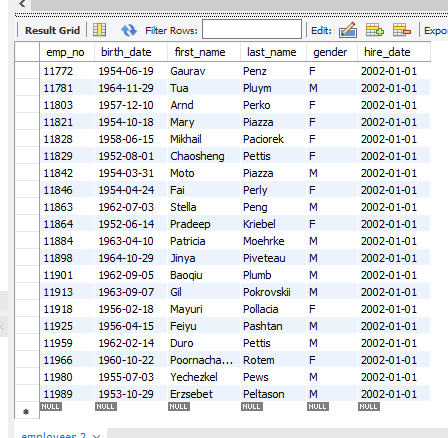 Result Grid Filter Rows: Edit: Expo
emp_no birth_date first_name last_name gender hire_date
11772 1954-06-19 Gaurav Penz F 2002-01-01
11781 1964-11-29 Tua Pluym M 2002-01-01
11803 1957-12-10 Arnd Perko F 2002-01-01
11821 1954-10-18 Mary Piazza F 2002-01-01
11828 1958-06-15 Mikhail Paciorek F 2002-01-01
11829 1952-08-01 Chaosheng Pettis F 2002-01-01
11842 1954-03-31 Moto Piazza M 2002-01-01
11846 1954-04-24 Fai Perly F 2002-01-01
11863 1962-07-03 Stella Peng M 2002-01-01
11864 1952-06-14 Pradeep Kriebel F 2002-01-01
11884 1963-04-10 Patricia Moehrke M 2002-01-01
11898 1964-10-29 Jinya Piveteau M 2002-01-01
11901 1962-09-05 Baoqiu Plumb M 2002-01-01
11913 1963-09-07 Gil Pokrovskii M 2002-01-01
11918 1956-02-18 Mayuri Pollacia F 2002-01-01
11925 1956-04-15 Feiyu Pashtan M 2002-01-01
11959 1962-02-14 Duro Pettis M 2002-01-01
11966 1960-10-22 Poornacha... Rotem F 2002-01-01
11980 1955-07-03 Yechezkel Pews M 2002-01-01
11989 1953-10-29 Erzsebet Peltason M 2002-01-01
NULL NULL NULL NULL NULL NULL
employees 2